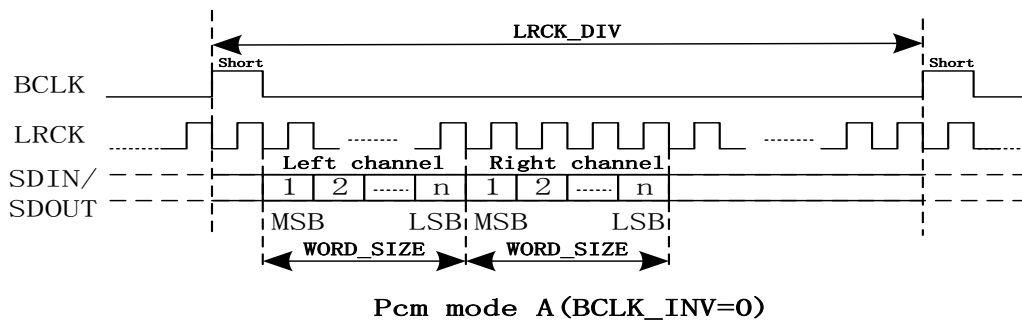 LRCK_DIV
Short Short
BCLK
LRCK
Left channel Right channel
SDIN/ 1 2 n 1 2 n
SDOUT
MSB LSB MSB LSB
WORD_SIZE WORD_SIZE
Pcm mode A(BCLK_INV=0)